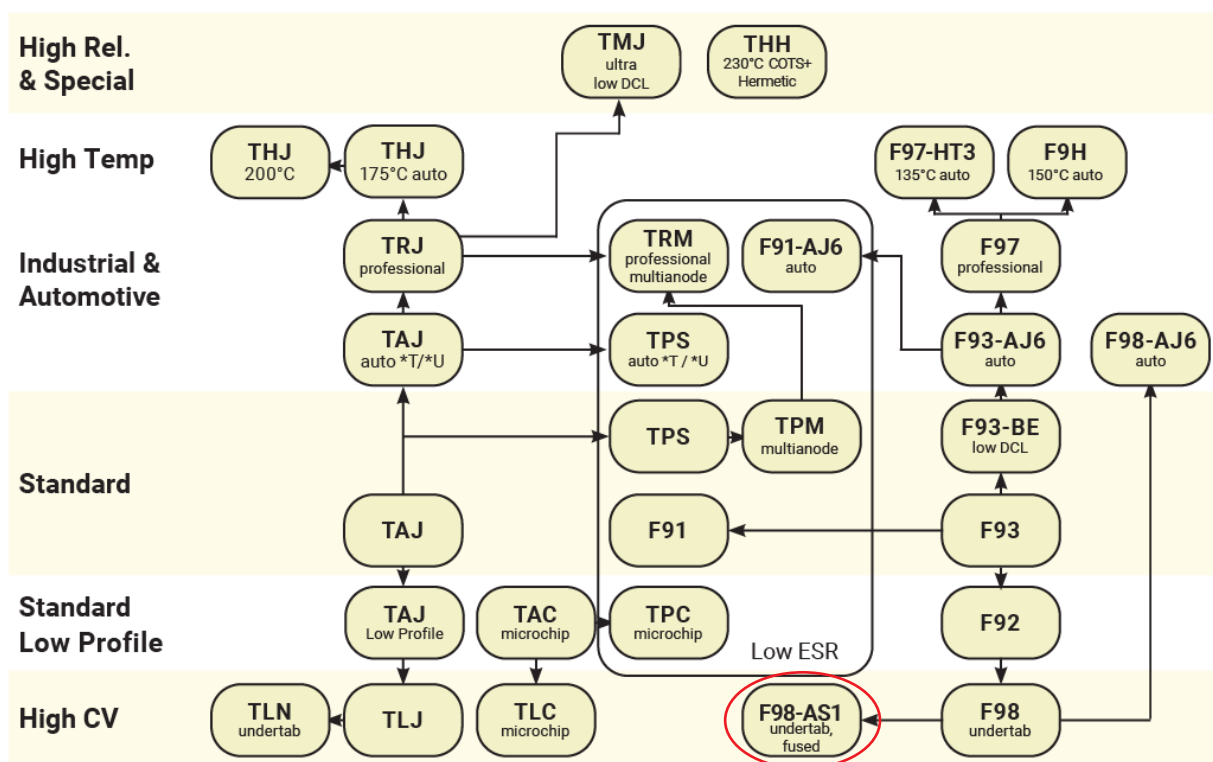 High Rel.
& Special
TMJ
ultra
low DCL
THH
230°C COTS+
Hermetic
High Temp
THJ
200°C
THJ
175°C auto
F97-HT3
135°C auto
F9H
150°C auto
Industrial &
Automotive
TRJ
professional
TRM
professional
multianode
F91-AJ6
auto
F97
professional
TAJ
auto *T/*U
TPS
auto *T / *U
F93-AJ6
auto
F98-AJ6
auto
Standard
TPS
TPM
multianode
F93-BE
low DCL
TAJ
F91
F93
Standard
Low Profile
TAJ
Low Profile
TAC
microchip
TPC
microchip
Low ESR
F92
High CV
TLN
undertab
TLJ
TLC
microchip
F98-AS1
undertab,
fused
F98
undertab